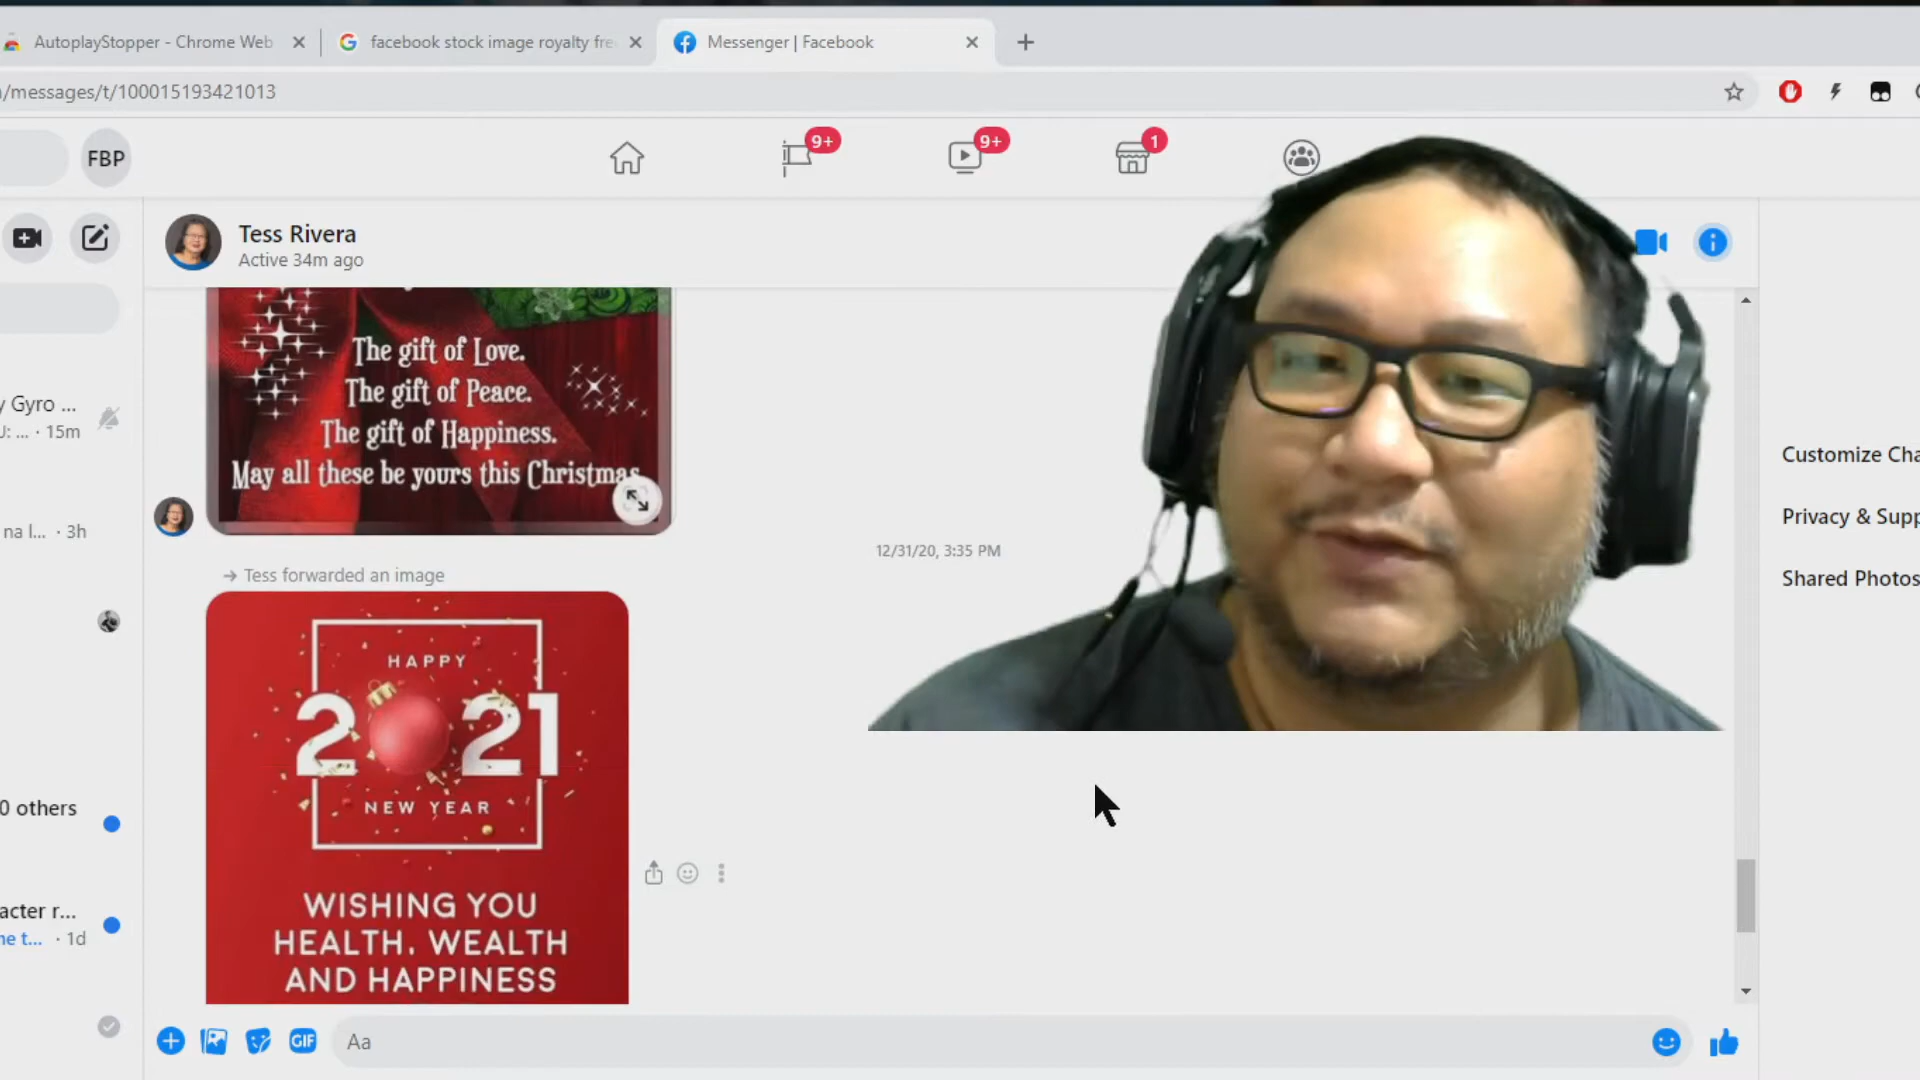 AutoplayStopper - Chrome Web
facebook stock image royalty fre
Messenger | Facebook
/messages/t/100015193421013
FBP
9+
9+
1
Tess Rivera
Active 34m ago
The gift of Love.
The gift of Peace.
The gift of Happiness.
May all these be yours this Christmas
12/31/20, 3:35 PM
Tess forwarded an image
HAPPY
2021
NEW YEAR
WISHING YOU
HEALTH. WEALTH
AND HAPPINESS
y Gyro ...
U: ... · 15m
na l... · 3h
0 others
acter r...
ne t... · 1d
Customize Cha
Privacy & Supp
Shared Photos
GIF
Aa